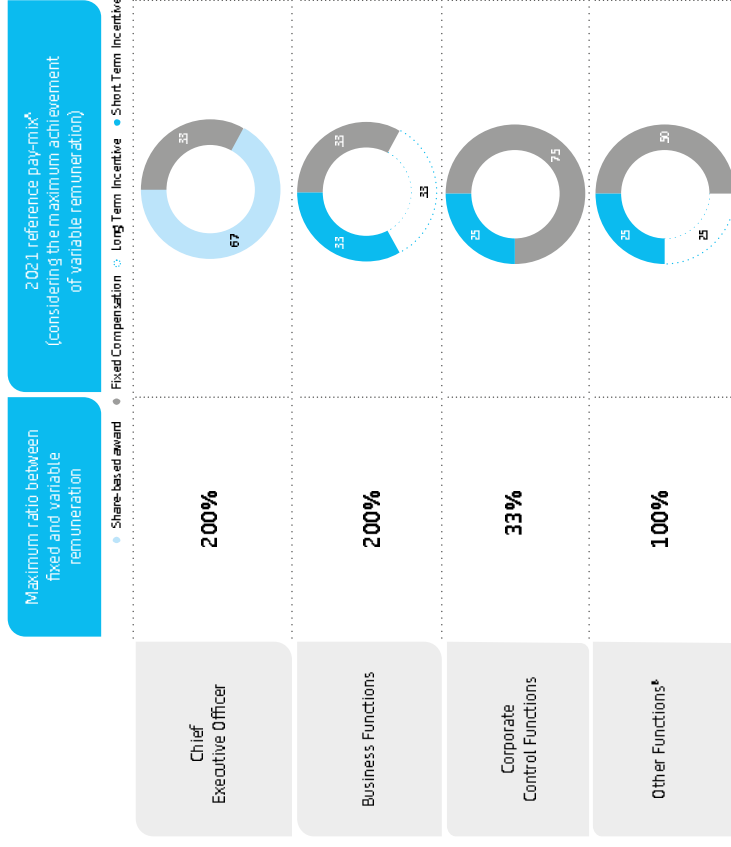 Maximum ratio between
fixed and variable
remuneration
2021 reference pay-mix
(considering the maximum achievement
of variable remuneration)
Share-based award Fixed Compensation Long Term Incentive Short Term Incentive
Chief
Executive Officer
200%
67
33
Business Functions
200%
33
33
33
Corporate
Control Functions
33%
25
75
Other Functions
100%
25
25
50